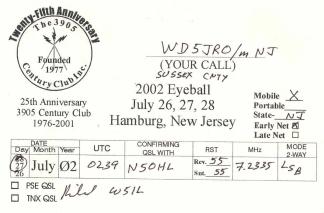 Twenty-Fifth Anniversary
The 3905
Founded
1977
Century Club Inc.
25th Anniversary
3905 Century Club
1976-2001
WD5JRO/m NJ
(YOUR CALL)
SUSSEX CNTY
2002 Eyeball
July 26, 27, 28
Hamburg, New Jersey
Mobile X
Portable
State- NJ
Early Net X
Late Net □
DATE
Day Month Year UTC CONFIRMING QSL WITH RST MHz MODE 2-WAY
27 July 02 0239 N5OHL Rcv. 55 7.2335 LSB
26 Snt. 55
□ PSE QSL
□ TNX QSL W5IL